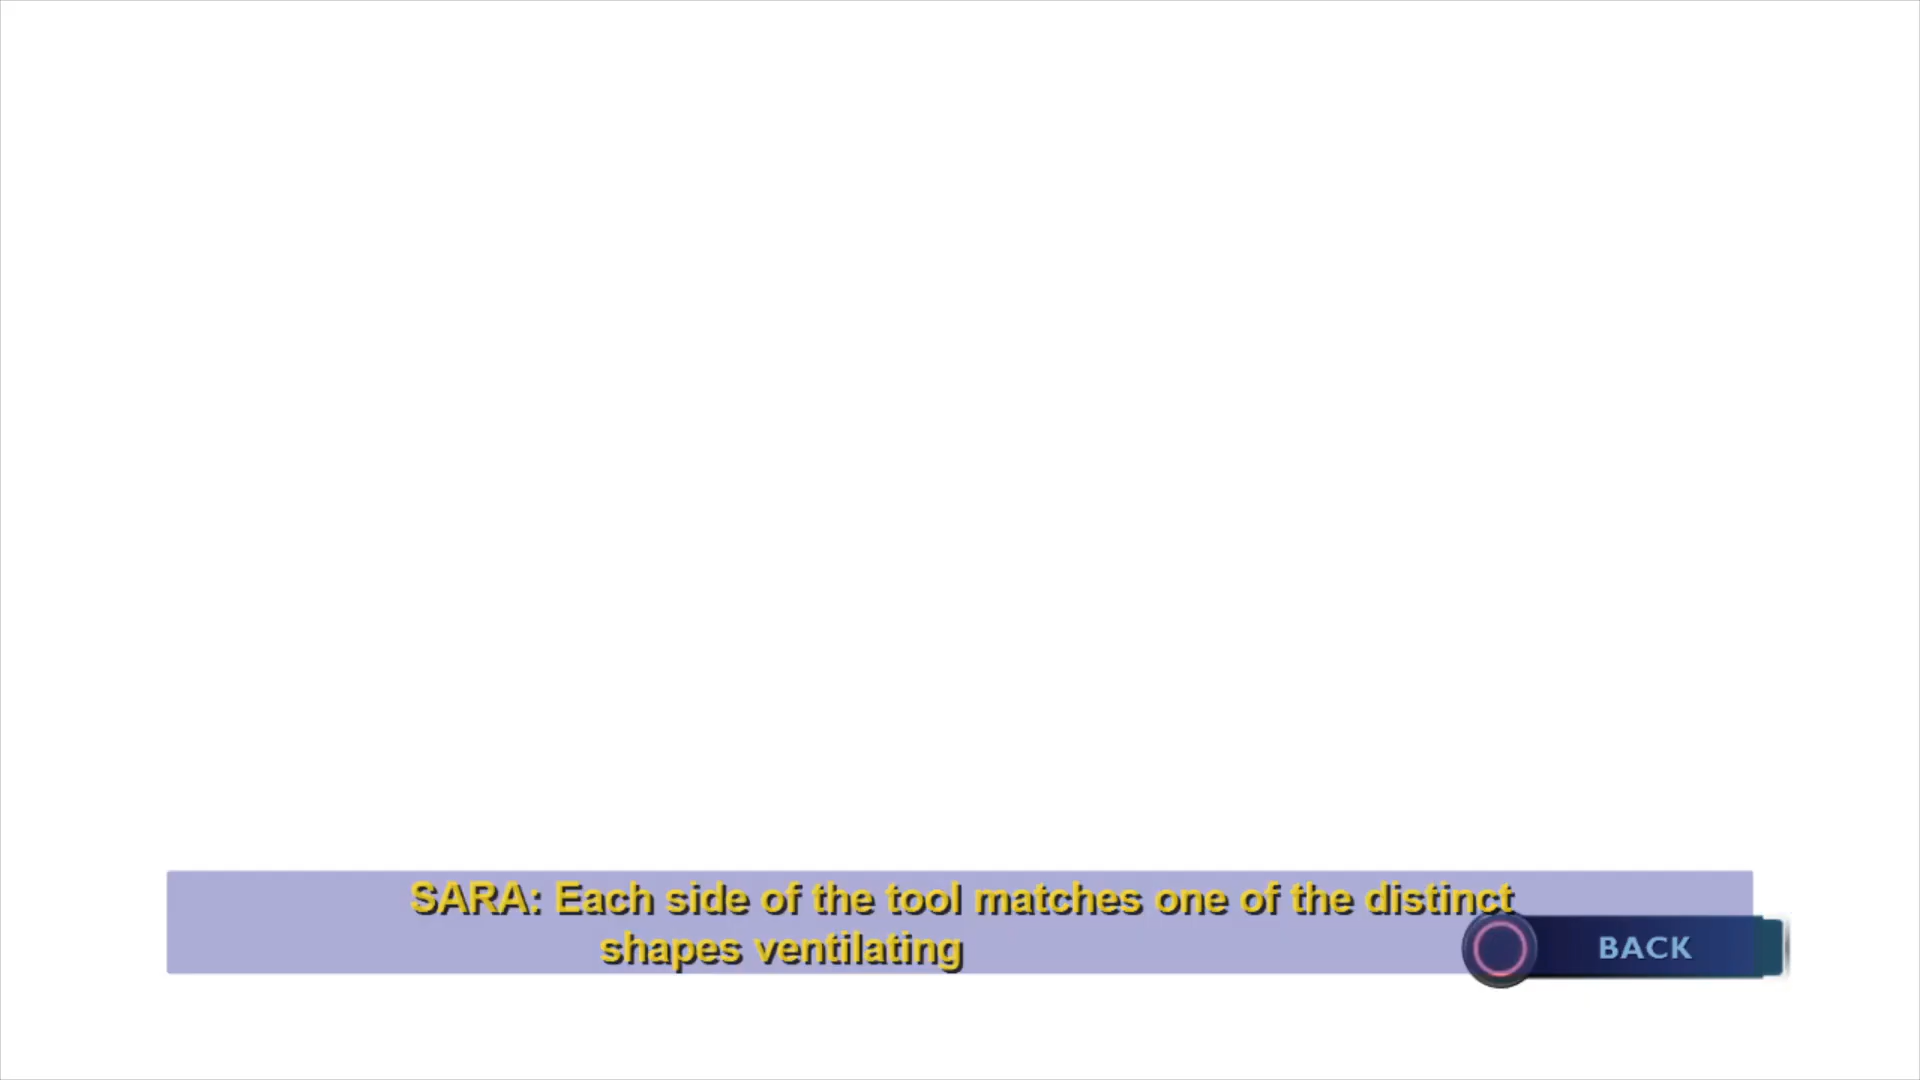 SARA: Each side of the tool matches one of the distinct
shapes ventilating
BACK